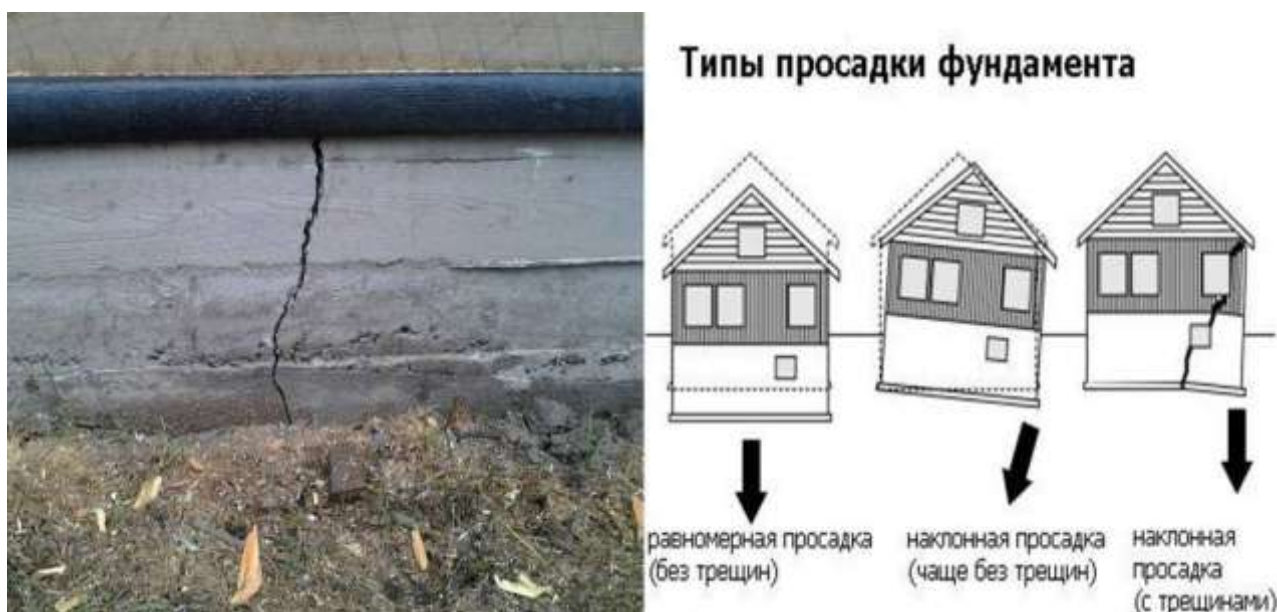 Типы просадки фундамента
равномерная просадка
(без трещин)
наклонная просадка
(чаще без трещин)
наклонная
просадка
(с трещинами)